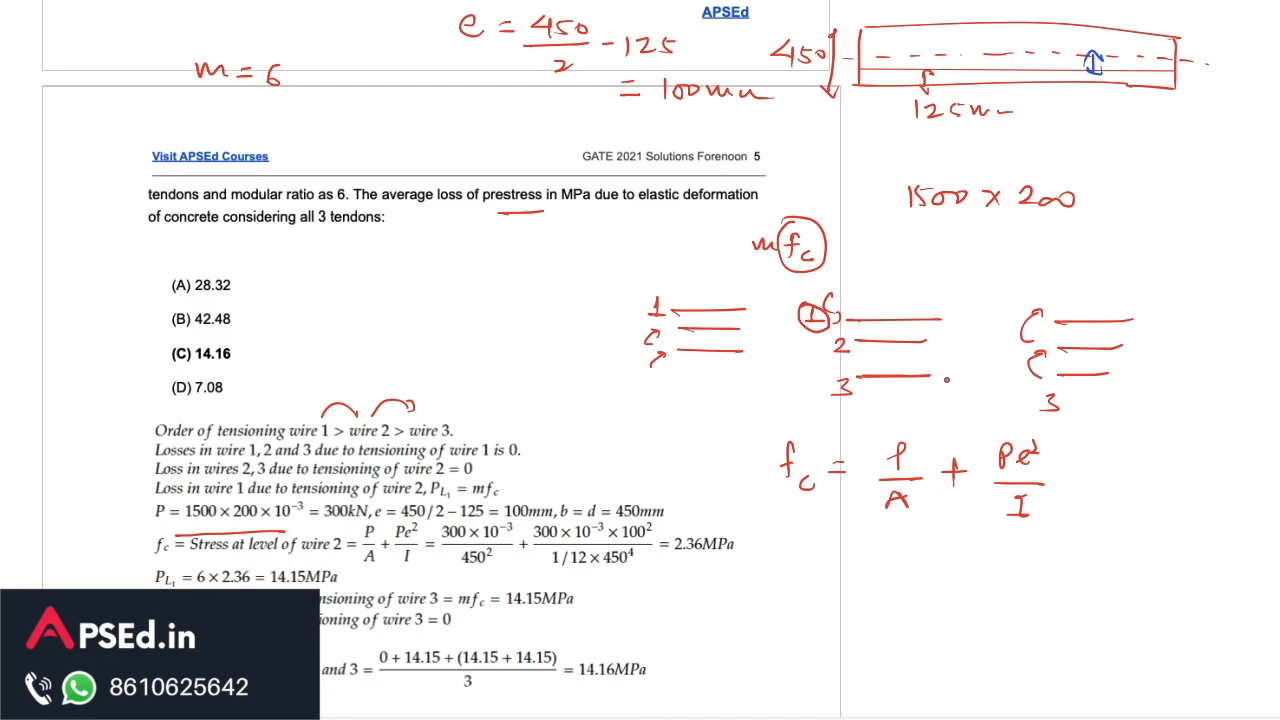 APSEd
e = 450/2 - 125
= 100mm
m = 6
450
125m
Visit APSEd Courses
GATE 2021 Solutions Forenoon 5
tendons and modular ratio as 6. The average loss of prestress in MPa due to elastic deformation
of concrete considering all 3 tendons:
1500 x 200
m fc
(A) 28.32
(B) 42.48
(C) 14.16
(D) 7.08
1
1
2
3
3
Order of tensioning wire 1 > wire 2 > wire 3.
Losses in wire 1, 2 and 3 due to tensioning of wire 1 is 0.
Loss in wires 2, 3 due to tensioning of wire 2 = 0
Loss in wire 1 due to tensioning of wire 2, PL₁ = mfc
P = 1500 × 200 × 10⁻³ = 300kN, e = 450/2 − 125 = 100mm, b = d = 450mm
fc = Stress at level of wire 2 = P/A + Pe²/I = 300 × 10⁻³/450² + 300 × 10⁻³ × 100²/1/12 × 450⁴ = 2.36MPa
PL₁ = 6 × 2.36 = 14.15MPa
nsioning of wire 3 = mfc = 14.15MPa
ioning of wire 3 = 0
and 3 = 0 + 14.15 + (14.15 + 14.15)/3 = 14.16MPa
fc = P/A + Pe²/I
APSEd.in
8610625642